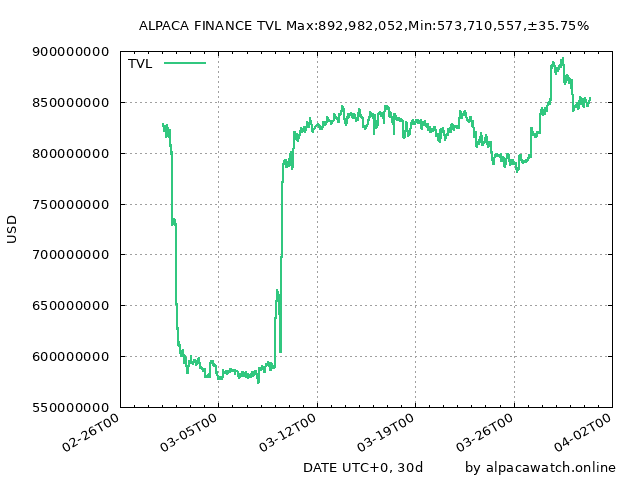 ALPACA FINANCE TVL Max:892,982,052,Min:573,710,557,±35.75%
900000000
TVL
850000000
800000000
750000000
700000000
650000000
600000000
550000000
USD
02-26T00
03-05T00
03-12T00
03-19T00
03-26T00
04-02T00
DATE UTC+0, 30d
by alpacawatch.online